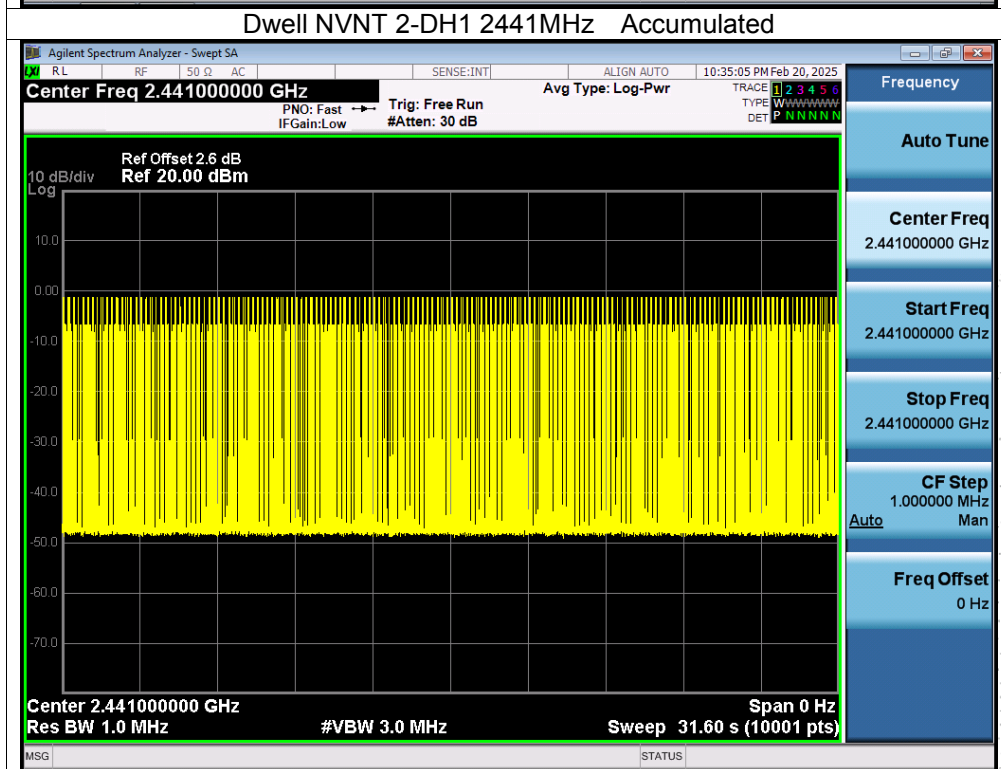 Dwell NVNT 2-DH1 2441MHz Accumulated
Agilent Spectrum Analyzer - Swept SA
LXI RL RF 50 Ω AC SENSE:INT ALIGN AUTO 10:35:05 PM Feb 20, 2025
Center Freq 2.441000000 GHz
PNO: Fast
IFGain:Low
Trig: Free Run
#Atten: 30 dB
Avg Type: Log-Pwr
TRACE 1 2 3 4 5 6
TYPE WWWWWWW
DET P N N N N N
Ref Offset 2.6 dB
10 dB/div Ref 20.00 dBm
Log
10.0
0.00
-10.0
-20.0
-30.0
-40.0
-50.0
-60.0
-70.0
Center 2.441000000 GHz Span 0 Hz
Res BW 1.0 MHz #VBW 3.0 MHz Sweep 31.60 s (10001 pts)
MSG STATUS
Frequency
Auto Tune
Center Freq
2.441000000 GHz
Start Freq
2.441000000 GHz
Stop Freq
2.441000000 GHz
CF Step
1.000000 MHz
Auto Man
Freq Offset
0 Hz